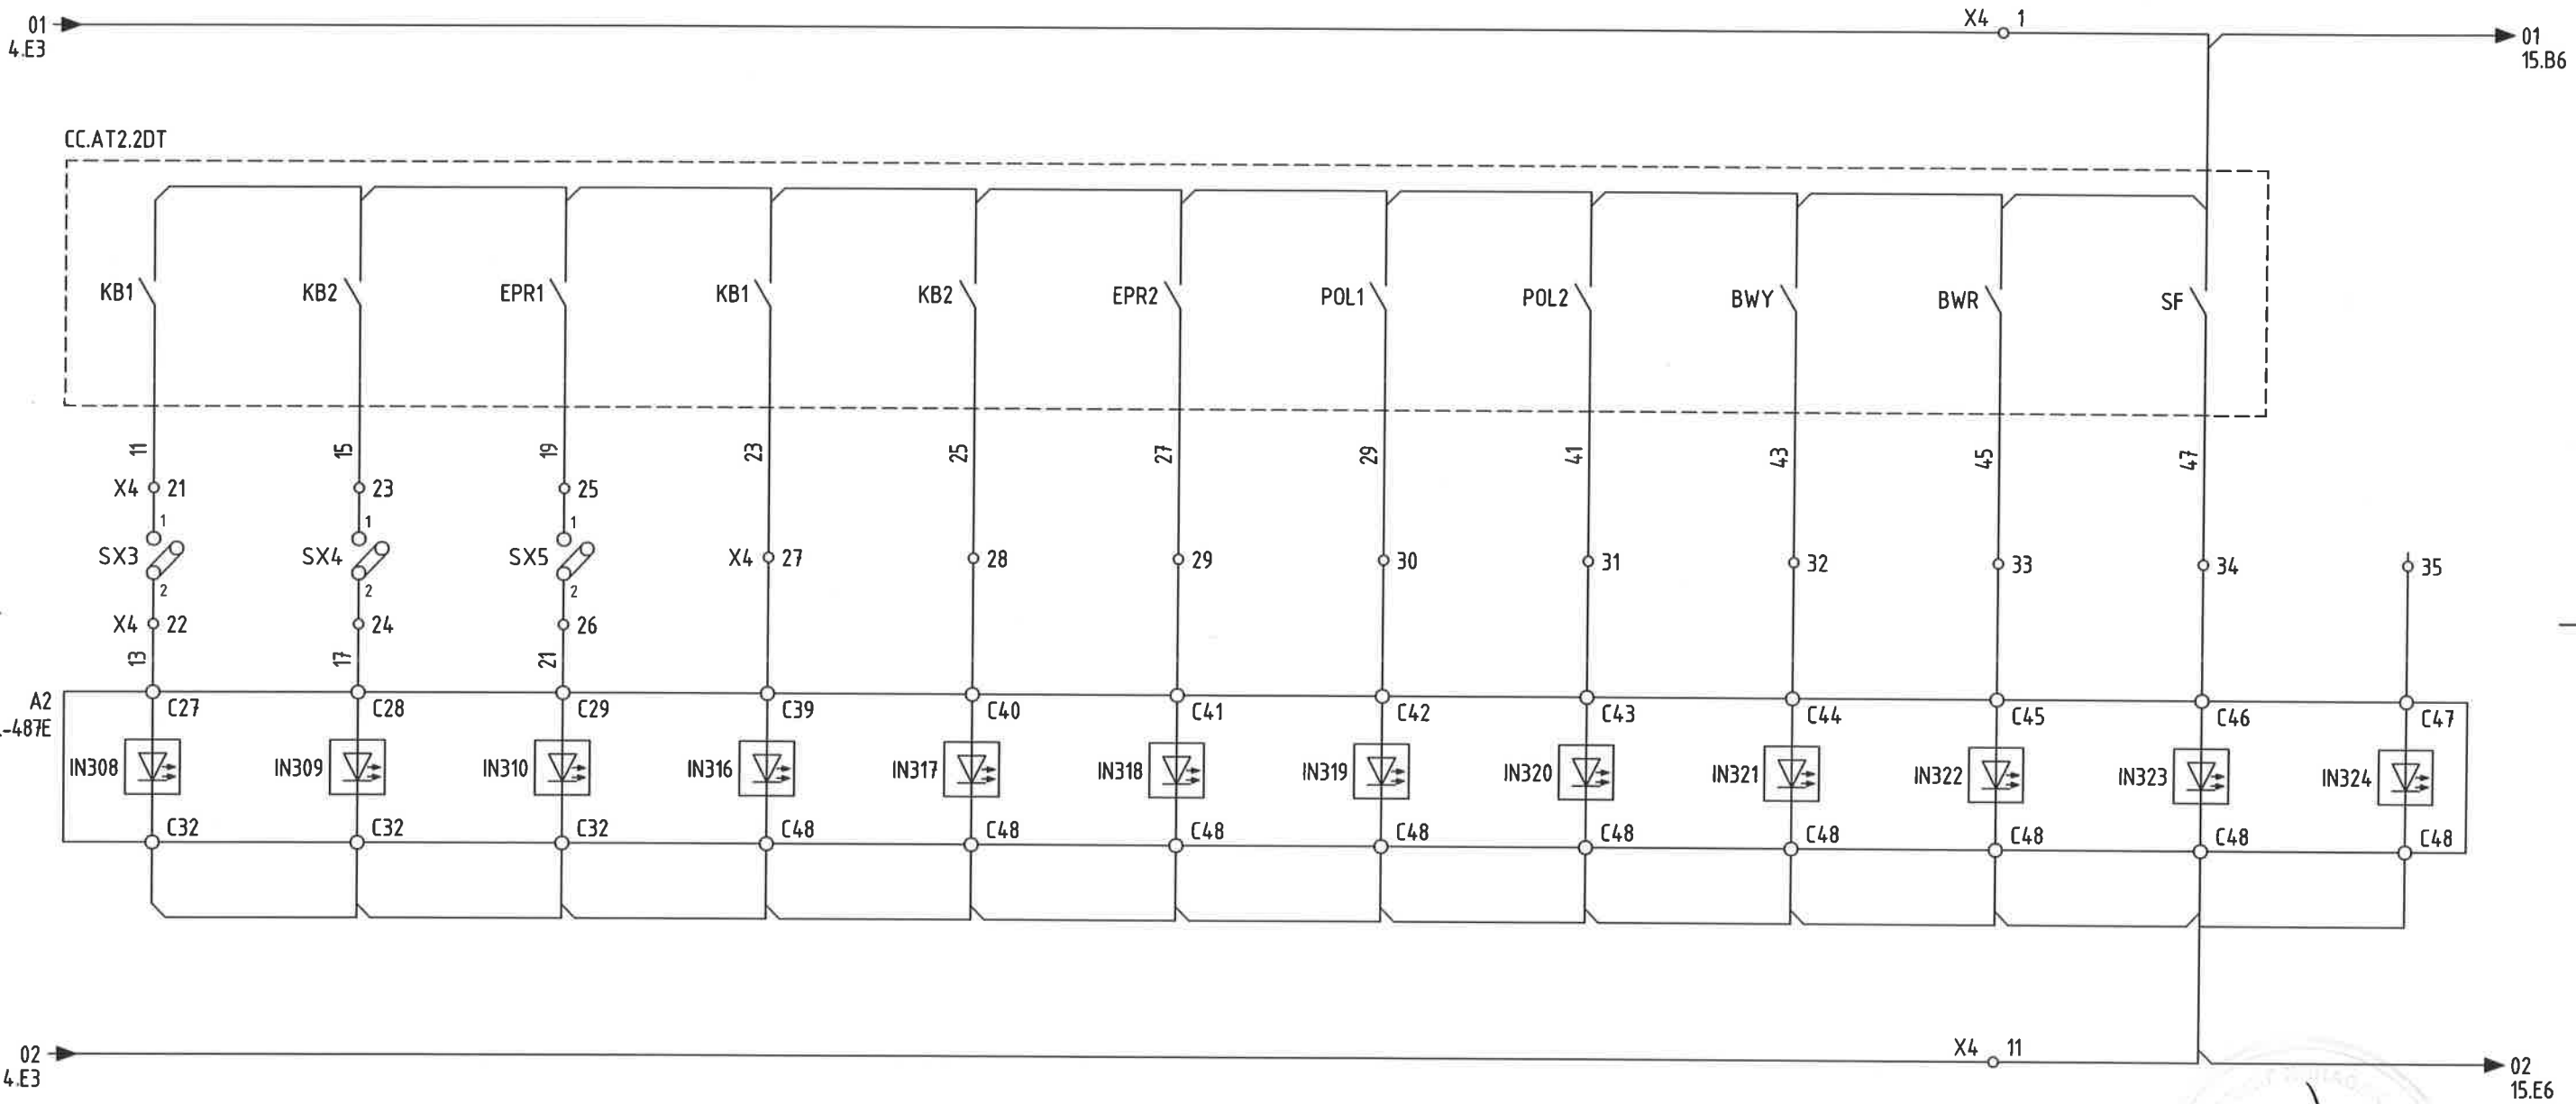 01 X4 1 01
4.E3 15.B6
CC.AT2.2DT
KB1 KB2 EPR1 KB1 KB2 EPR2 POL1 POL2 BWY BWR SF
11 15 19 23 25 27 29 41 43 45 47
X4 21 23 25
1 1 1
SX3 SX4 SX5 X4 27 28 29 30 31 32 33 34 35
2 2 2
X4 22 24 26
13 17 21
A2 C27 C28 C29 C39 C40 C41 C42 C43 C44 C45 C46 C47
-487E
IN308 IN309 IN310 IN316 IN317 IN318 IN319 IN320 IN321 IN322 IN323 IN324
C32 C32 C32 C48 C48 C48 C48 C48 C48 C48 C48 C48
02 X4 11 02
4.E3 15.E6